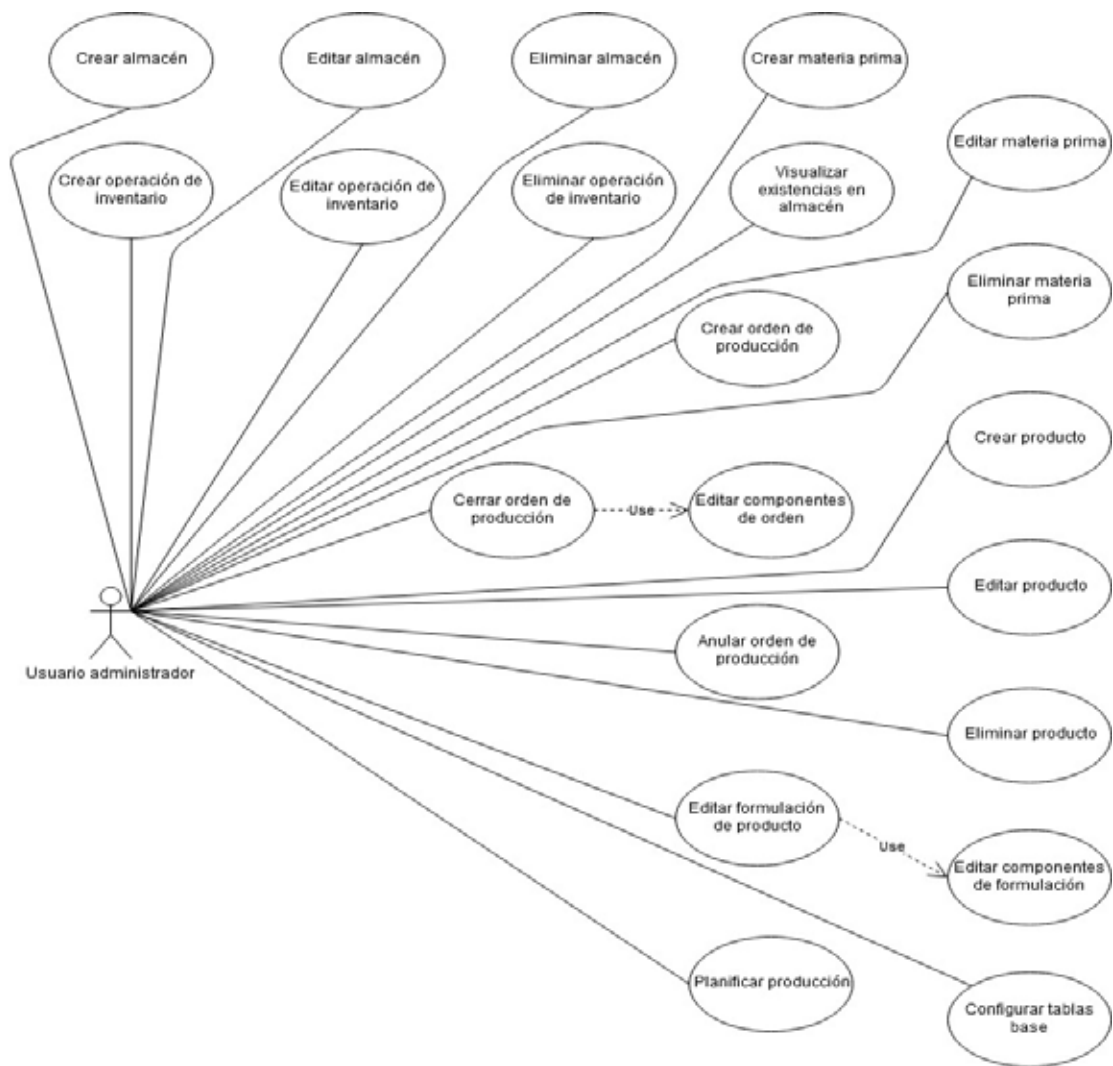 Crear almacén
Editar almacén
Eliminar almacén
Crear materia prima
Editar materia prima
Crear operación de
inventario
Editar operación de
inventario
Eliminar operación
de inventario
Visualizar
existencias en
almacén
Eliminar materia
prima
Crear orden de
producción
Crear producto
Cerrar orden de
producción
Use
Editar componentes
de orden
Editar producto
Usuario administrador
Anular orden de
producción
Eliminar producto
Editar formulación
de producto
Use
Editar componentes
de formulación
Planificar producción
Configurar tablas
base